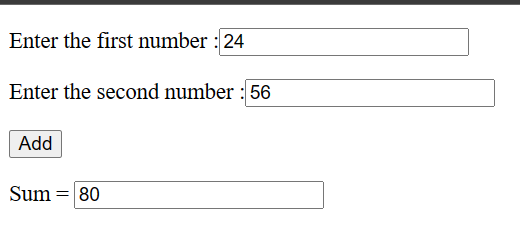 Enter the first number : 24
Enter the second number : 56
Add
Sum = 80